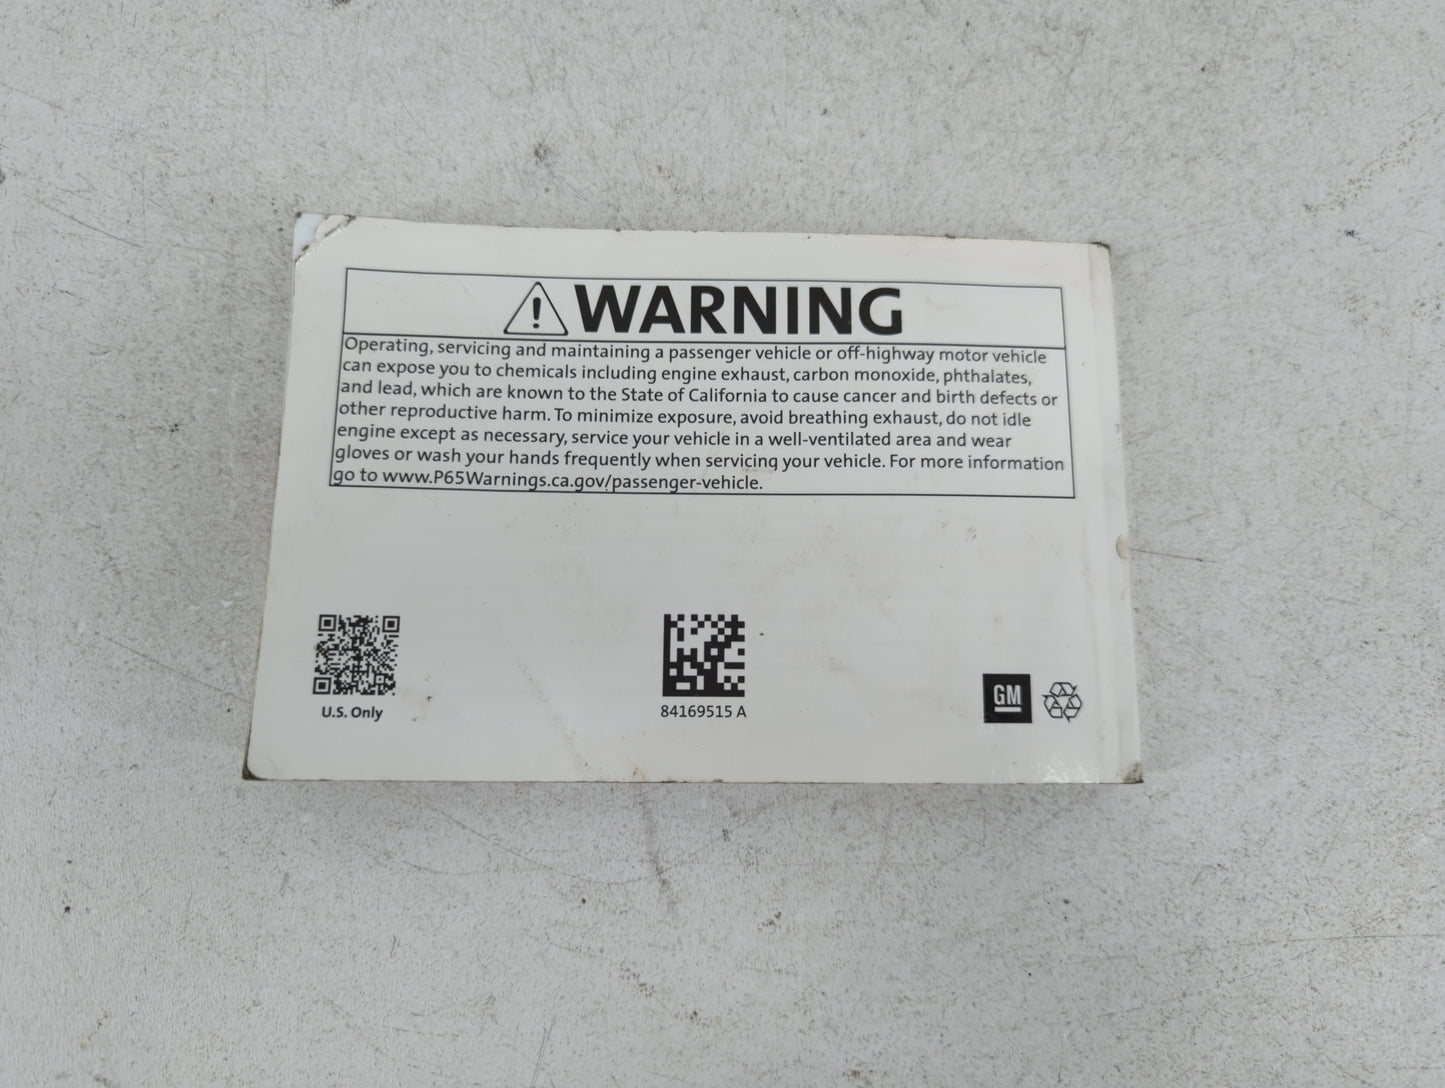 WARNING
Operating, servicing and maintaining a passenger vehicle or off-highway motor vehicle
can expose you to chemicals including engine exhaust, carbon monoxide, phthalates,
and lead, which are known to the State of California to cause cancer and birth defects or
other reproductive harm. To minimize exposure, avoid breathing exhaust, do not idle
engine except as necessary, service your vehicle in a well-ventilated area and wear
gloves or wash your hands frequently when servicing your vehicle. For more information
go to www.P65Warnings.ca.gov/passenger-vehicle.
U.S. Only
84169515 A
GM